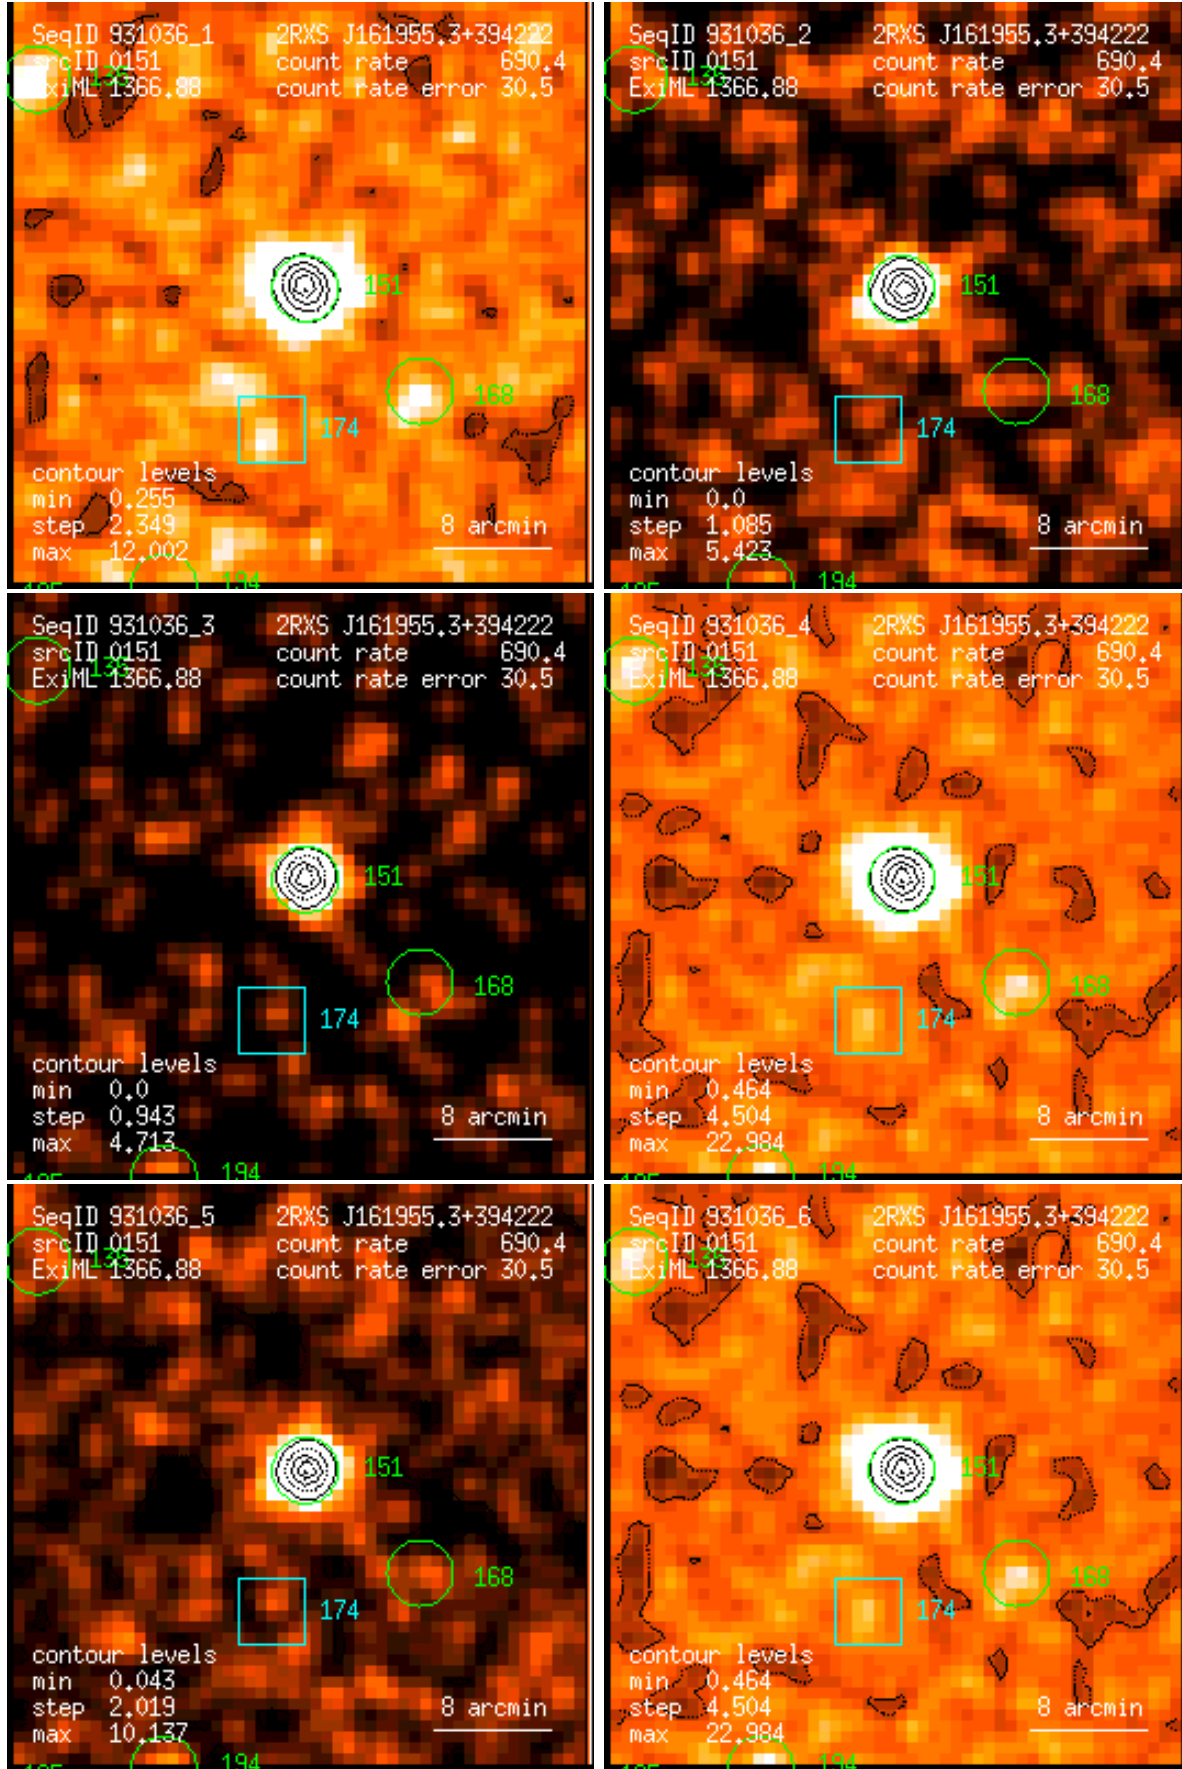 SeqID 931036_1 2RXS J161955.3+394222
srcID 0151 count rate 690.4
ExiML 1366.88 count rate error 30.5
135
151
168
174
contour levels
min 0.255
step 2.349
max 12.002
8 arcmin
194
SeqID 931036_2 2RXS J161955.3+394222
srcID 0151 count rate 690.4
ExiML 1366.88 count rate error 30.5
151
168
174
contour levels
min 0.0
step 1.085
max 5.423
8 arcmin
194
SeqID 931036_3 2RXS J161955.3+394222
srcID 0151 count rate 690.4
ExiML 1366.88 count rate error 30.5
135
151
168
174
contour levels
min 0.0
step 0.943
max 4.713
8 arcmin
194
SeqID 931036_4 2RXS J161955.3+394222
srcID 0151 count rate 690.4
ExiML 1366.88 count rate error 30.5
135
151
168
174
contour levels
min 0.464
step 4.504
max 22.984
8 arcmin
194
SeqID 931036_5 2RXS J161955.3+394222
srcID 0151 count rate 690.4
ExiML 1366.88 count rate error 30.5
135
151
168
174
contour levels
min 0.043
step 2.019
max 10.137
8 arcmin
194
SeqID 931036_6 2RXS J161955.3+394222
srcID 0151 count rate 690.4
ExiML 1366.88 count rate error 30.5
135
151
168
174
contour levels
min 0.464
step 4.504
max 22.984
8 arcmin
194